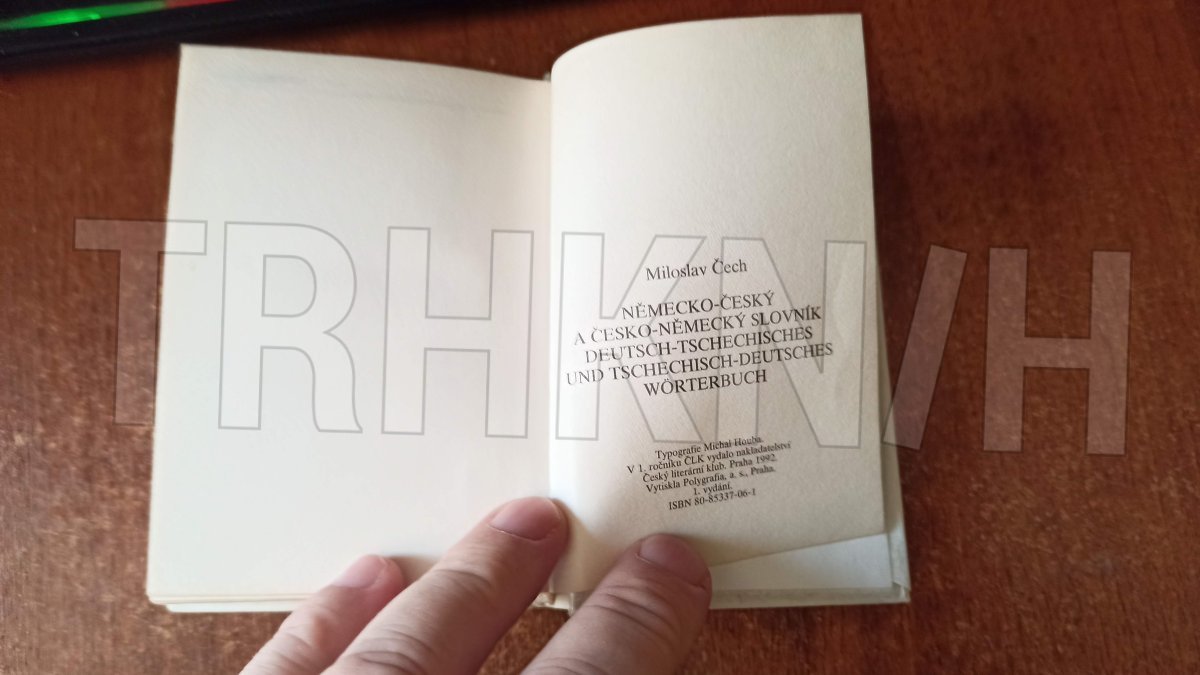 Miloslav Čech
NĚMECKO-ČESKÝ
A ČESKO-NĚMECKÝ SLOVNÍK
DEUTSCH-TSCHECHISCHES
UND TSCHECHISCH-DEUTSCHES
WÖRTERBUCH
Typografie Michal Houba.
V 1. ročníku ČLK vydalo nakladatelství
Český literární klub. Praha 1992.
Vytiskla Polygrafia, a. s., Praha.
1. vydání.
ISBN 80-85337-06-1
TRHKN/H